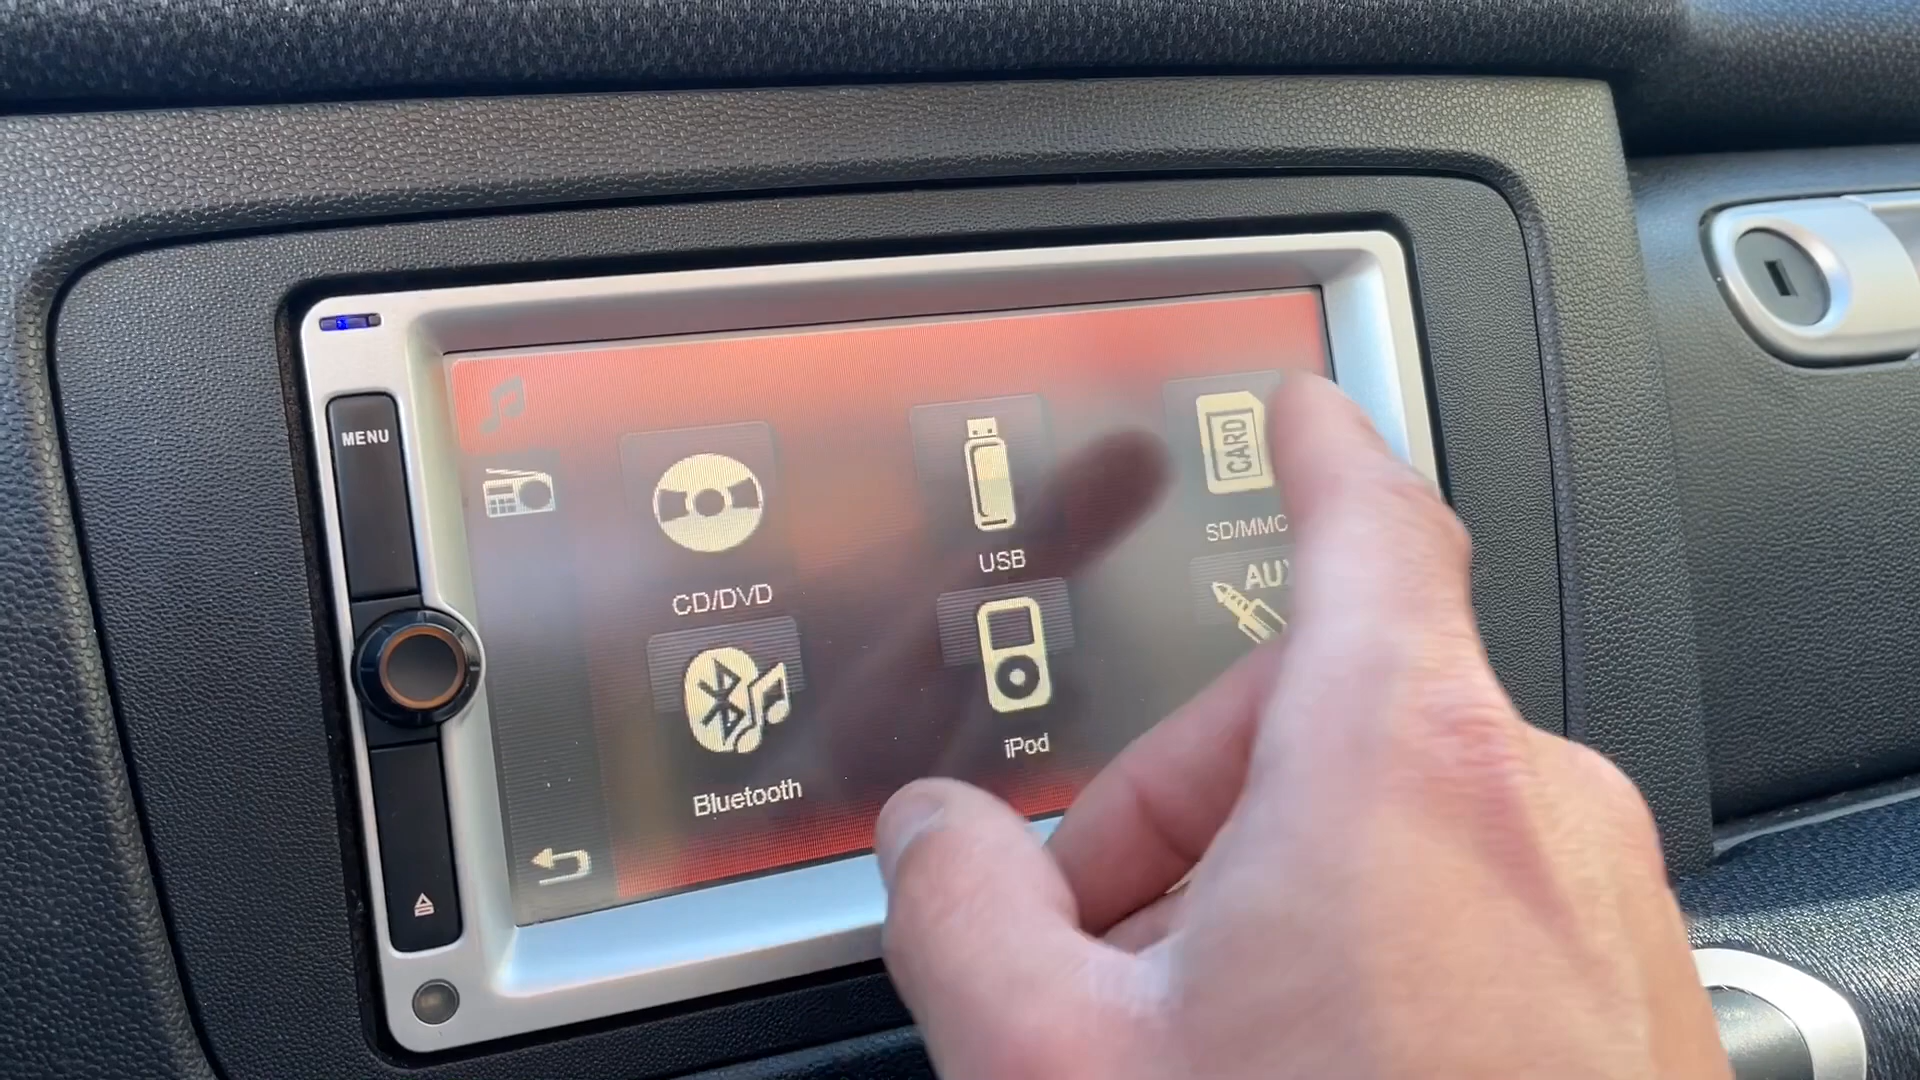 MENU
CARD
CD/DVD
USB
SD/MMC
AUX
Bluetooth
iPod